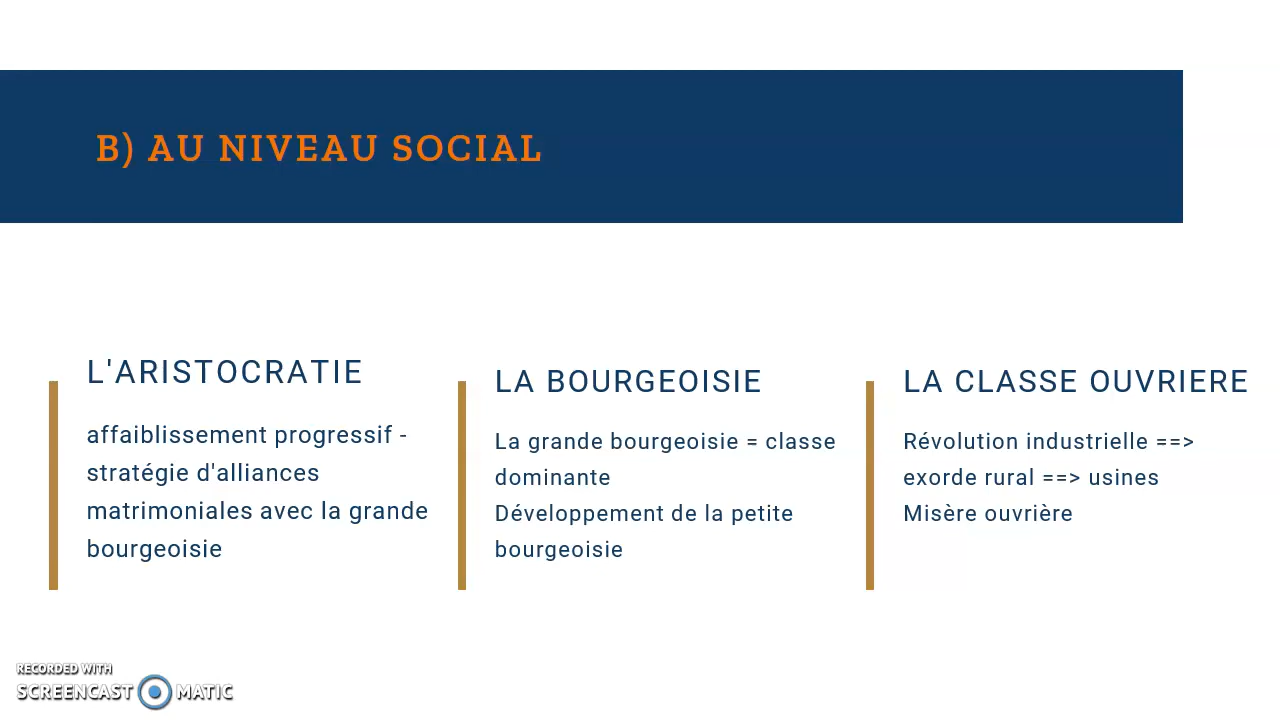 B) AU NIVEAU SOCIAL
L'ARISTOCRATIE
affaiblissement progressif -
stratégie d'alliances
matrimoniales avec la grande
bourgeoisie
LA BOURGEOISIE
La grande bourgeoisie = classe
dominante
Développement de la petite
bourgeoisie
LA CLASSE OUVRIERE
Révolution industrielle ==>
exorde rural ==> usines
Misère ouvrière
RECORDED WITH
SCREENCAST MATIC